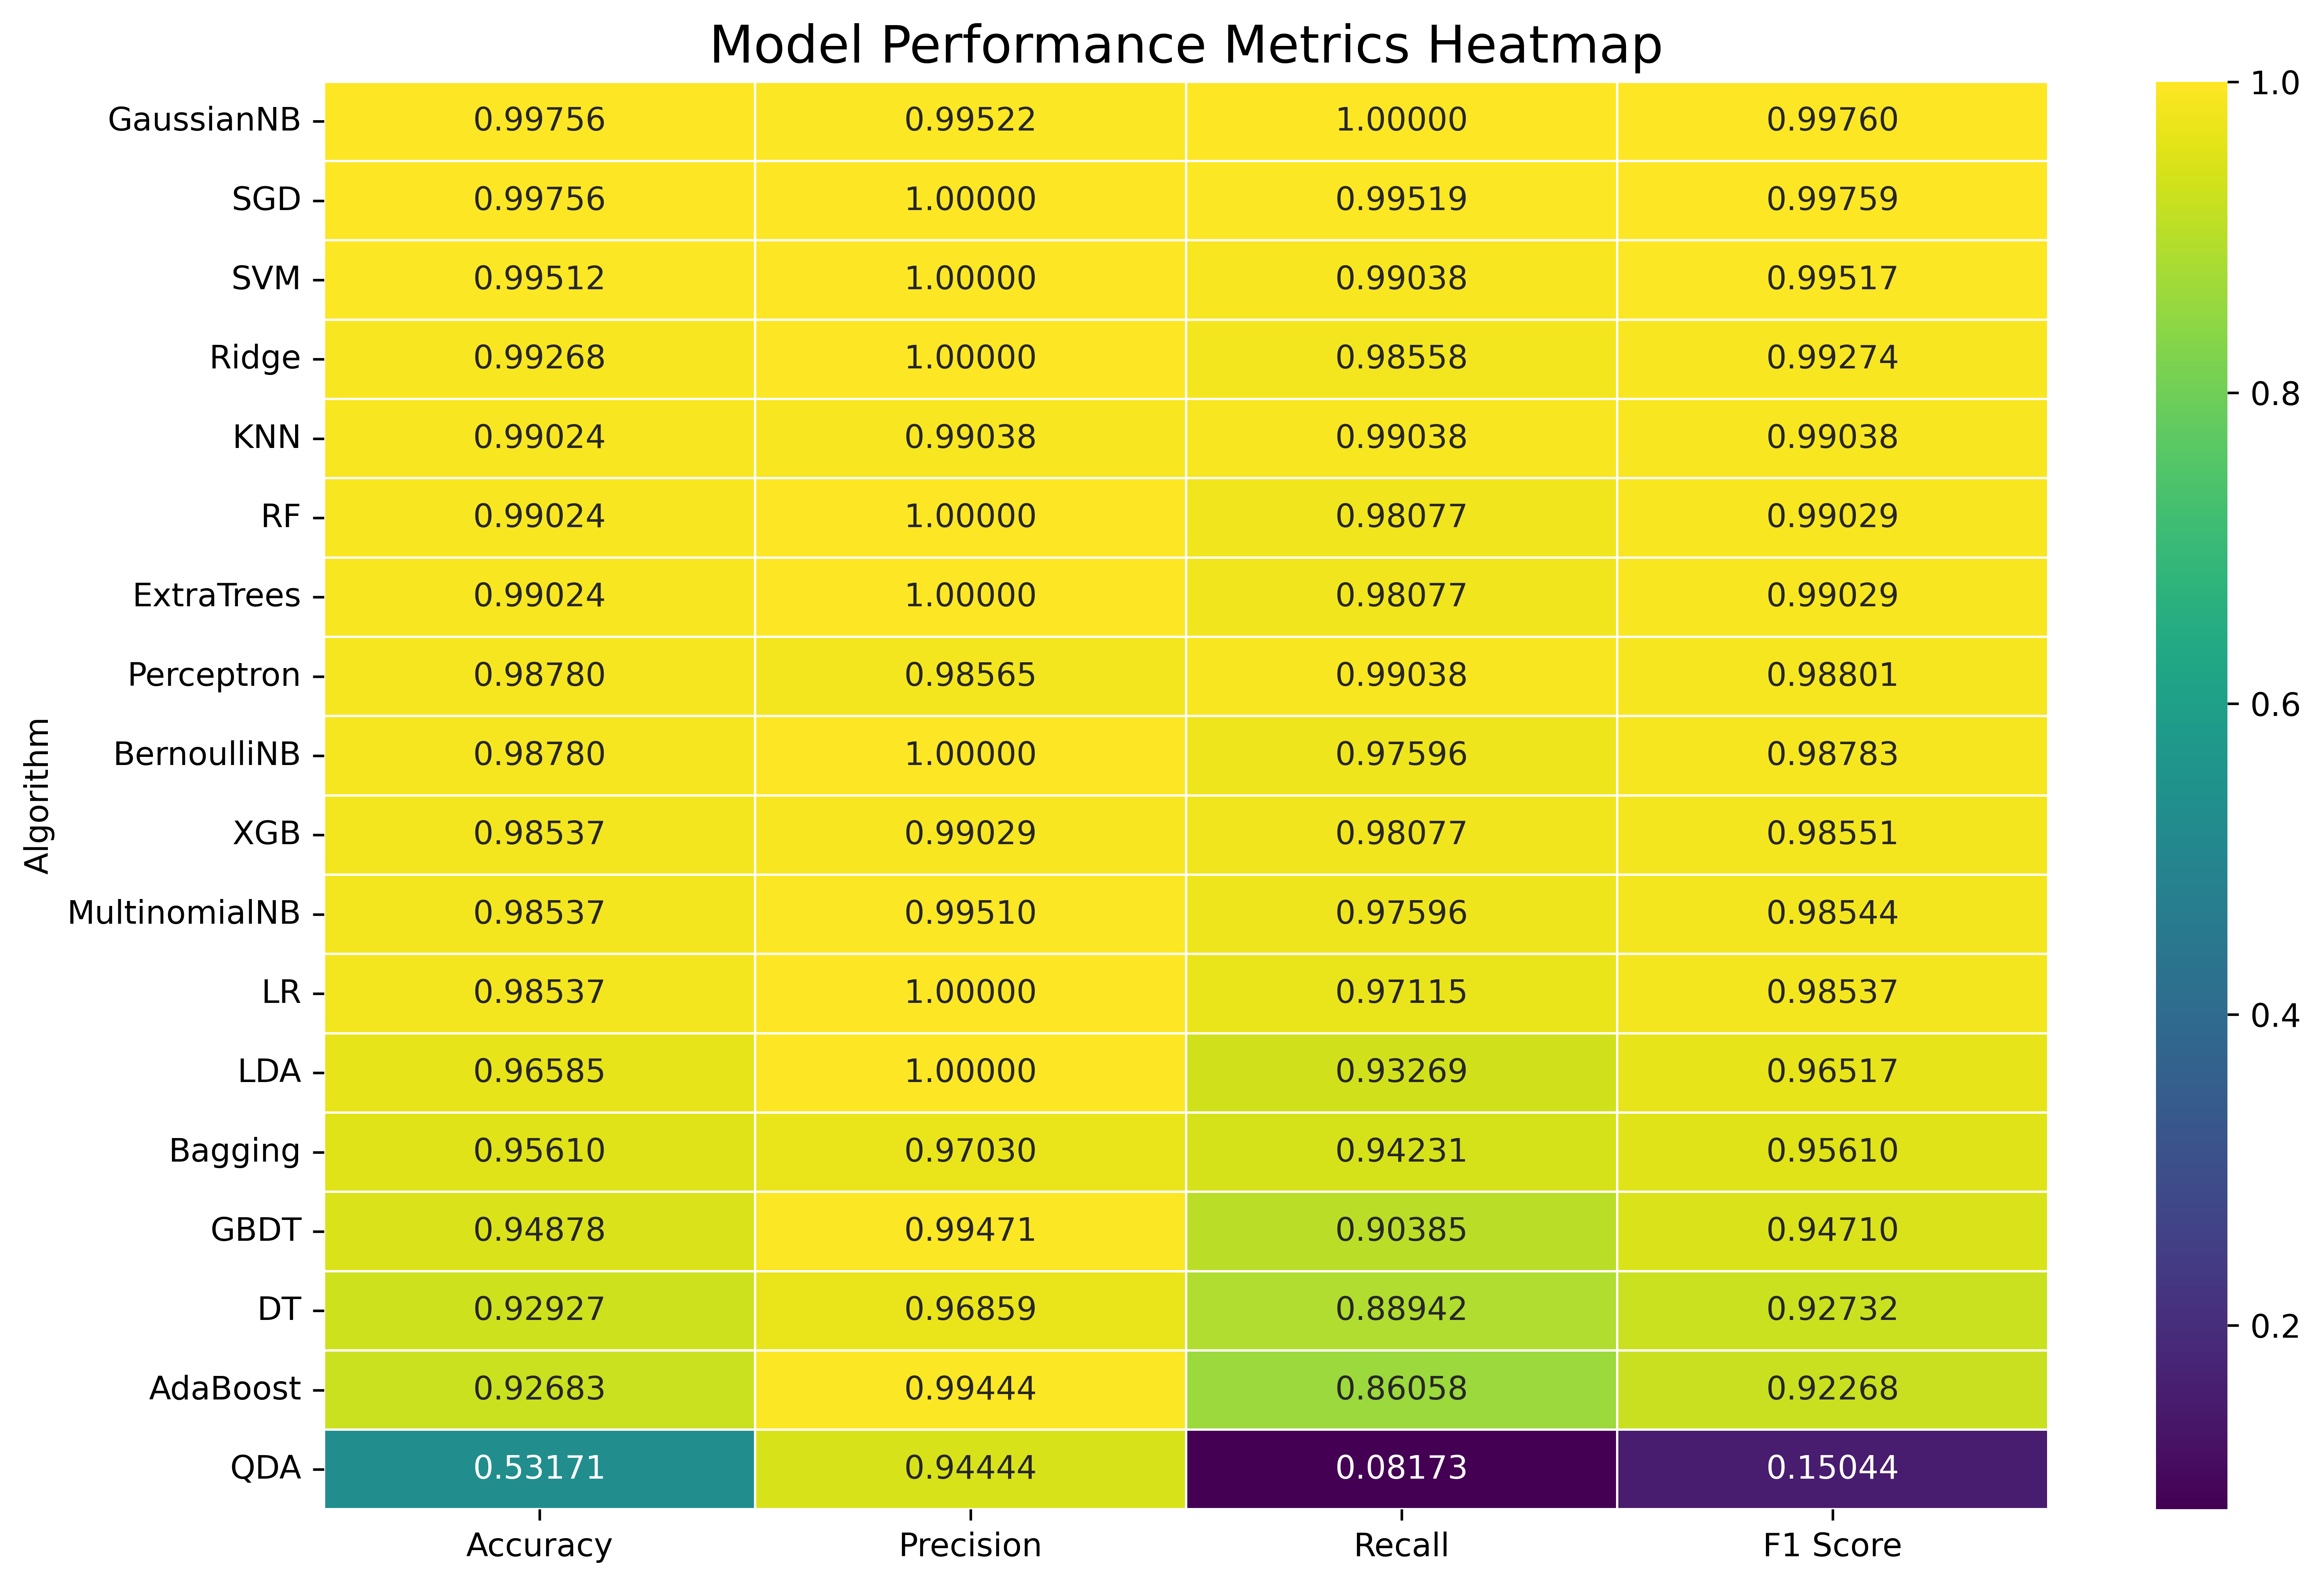 Model Performance Metrics Heatmap
Algorithm
GaussianNB 0.99756 0.99522 1.00000 0.99760
SGD 0.99756 1.00000 0.99519 0.99759
SVM 0.99512 1.00000 0.99038 0.99517
Ridge 0.99268 1.00000 0.98558 0.99274
KNN 0.99024 0.99038 0.99038 0.99038
RF 0.99024 1.00000 0.98077 0.99029
ExtraTrees 0.99024 1.00000 0.98077 0.99029
Perceptron 0.98780 0.98565 0.99038 0.98801
BernoulliNB 0.98780 1.00000 0.97596 0.98783
XGB 0.98537 0.99029 0.98077 0.98551
MultinomialNB 0.98537 0.99510 0.97596 0.98544
LR 0.98537 1.00000 0.97115 0.98537
LDA 0.96585 1.00000 0.93269 0.96517
Bagging 0.95610 0.97030 0.94231 0.95610
GBDT 0.94878 0.99471 0.90385 0.94710
DT 0.92927 0.96859 0.88942 0.92732
AdaBoost 0.92683 0.99444 0.86058 0.92268
QDA 0.53171 0.94444 0.08173 0.15044
Accuracy Precision Recall F1 Score
1.0
0.8
0.6
0.4
0.2